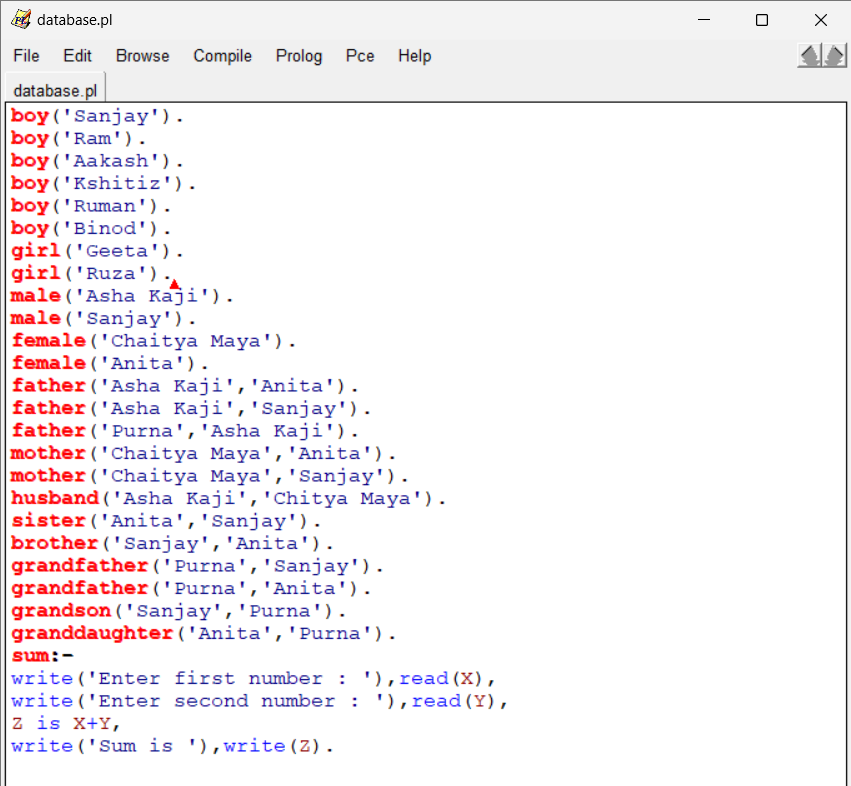 database.pl
File Edit Browse Compile Prolog Pce Help
database.pl
boy('Sanjay').
boy('Ram').
boy('Aakash').
boy('Kshitiz').
boy('Ruman').
boy('Binod').
girl('Geeta').
girl('Ruza').
male('Asha Kaji').
male('Sanjay').
female('Chaitya Maya').
female('Anita').
father('Asha Kaji','Anita').
father('Asha Kaji','Sanjay').
father('Purna','Asha Kaji').
mother('Chaitya Maya','Anita').
mother('Chaitya Maya','Sanjay').
husband('Asha Kaji','Chitya Maya').
sister('Anita','Sanjay').
brother('Sanjay','Anita').
grandfather('Purna','Sanjay').
grandfather('Purna','Anita').
grandson('Sanjay','Purna').
granddaughter('Anita','Purna').
sum:-
write('Enter first number : '),read(X),
write('Enter second number : '),read(Y),
Z is X+Y,
write('Sum is '),write(Z).